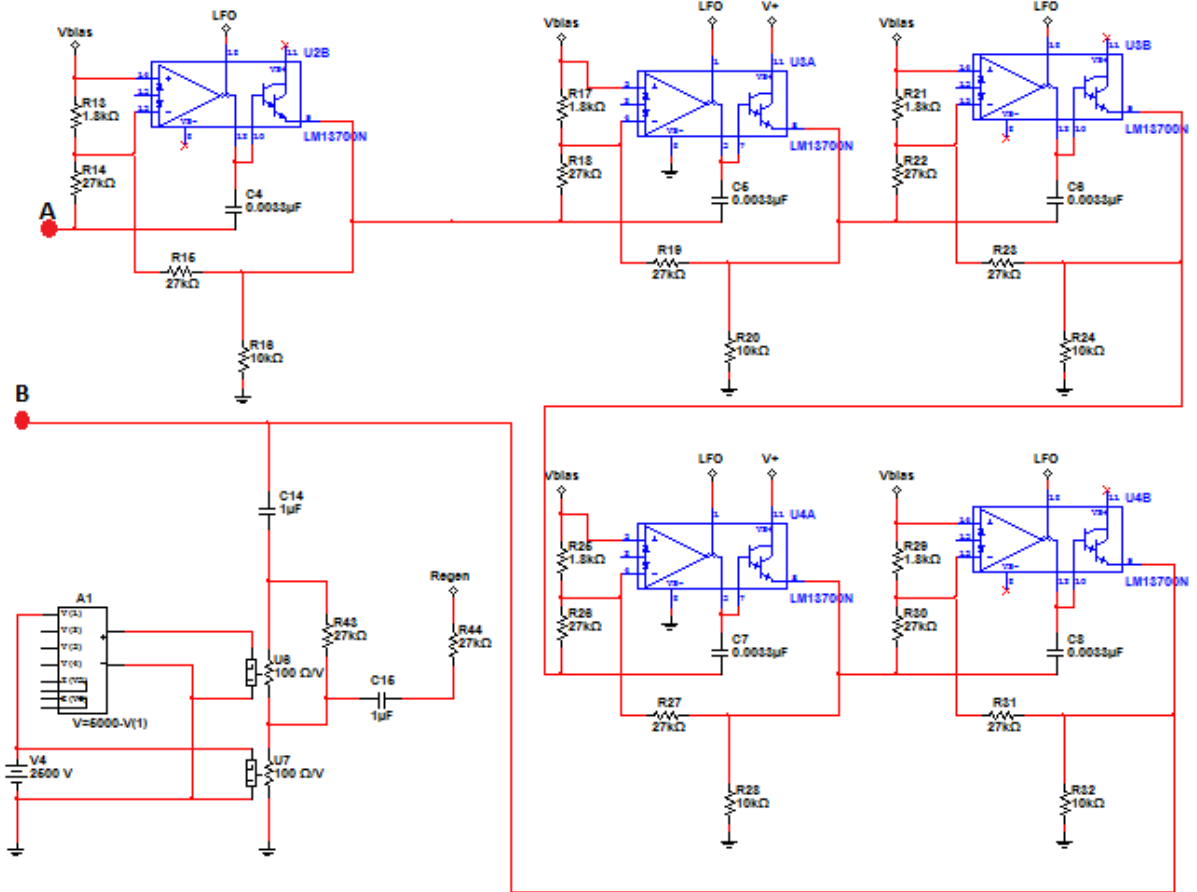 LFO
Vbias
U2B
LM13700N
R13
1.8kΩ
R14
27kΩ
C4
0.0033µF
A
R15
27kΩ
R16
10kΩ
LFO
V+
Vbias
U3A
LM13700N
R17
1.8kΩ
R18
27kΩ
C5
0.0033µF
R19
27kΩ
R20
10kΩ
LFO
Vbias
U3B
LM13700N
R21
1.8kΩ
R22
27kΩ
C6
0.0033µF
R23
27kΩ
R24
10kΩ
B
C14
1µF
Regen
A1
V(1)
V(2)
V(3)
V(4)
V=5000-V(1)
R43
27kΩ
R44
27kΩ
C15
1µF
U6
100 Ω/V
V4
2500 V
U7
100 Ω/V
LFO
V+
Vbias
U4A
LM13700N
R25
1.8kΩ
R26
27kΩ
C7
0.0033µF
R27
27kΩ
R28
10kΩ
LFO
Vbias
U4B
LM13700N
R29
1.8kΩ
R30
27kΩ
C8
0.0033µF
R31
27kΩ
R32
10kΩ